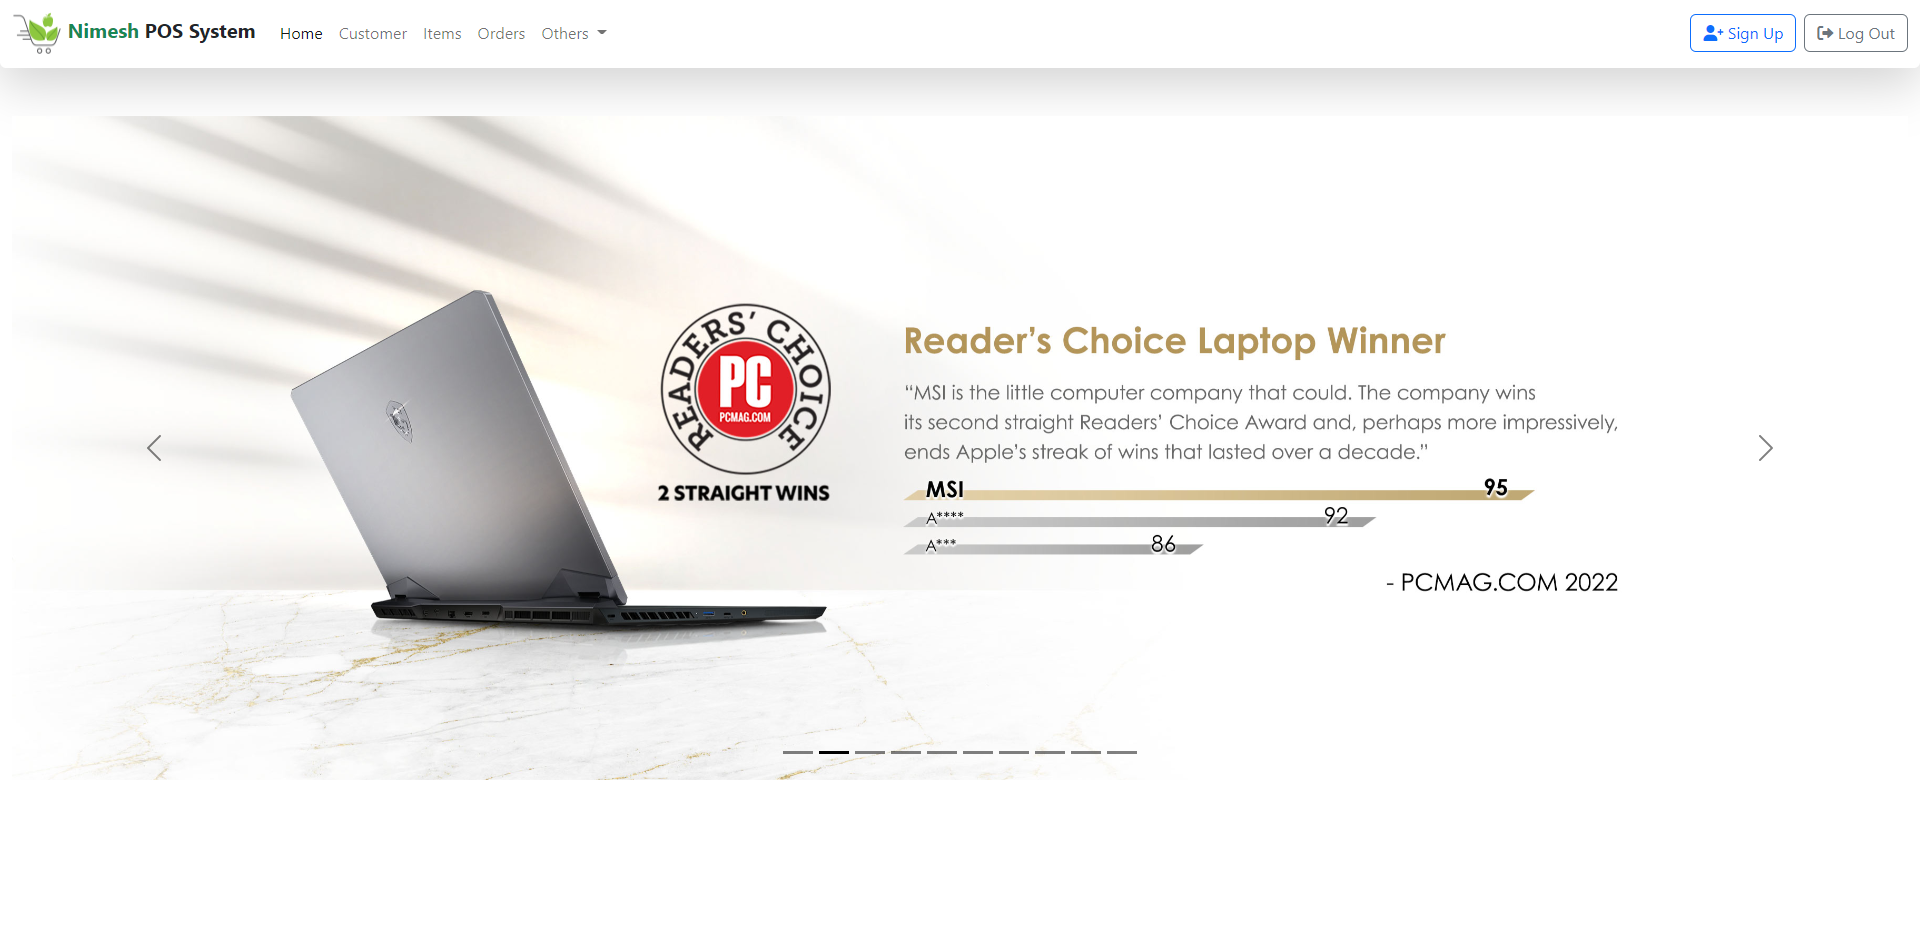 Nimesh POS System
Home
Customer
Items
Orders
Others
Sign Up
Log Out
READERS' CHOICE
PC
PCMAG.COM
2 STRAIGHT WINS
Reader's Choice Laptop Winner
“MSI is the little computer company that could. The company wins
its second straight Readers’ Choice Award and, perhaps more impressively,
ends Apple’s streak of wins that lasted over a decade.”
MSI 95
A**** 92
A*** 86
- PCMAG.COM 2022